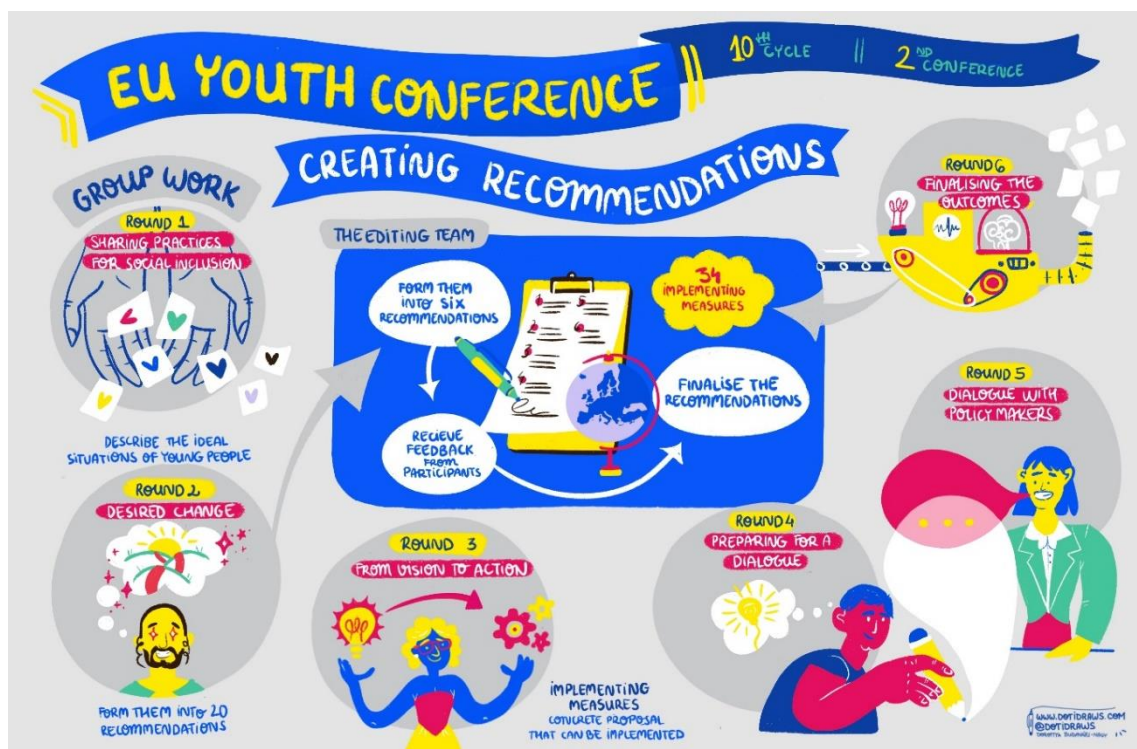 EU YOUTH CONFERENCE
10TH CYCLE || 2ND CONFERENCE
CREATING RECOMMENDATIONS
GROUP WORK
ROUND 1
SHARING PRACTICES
FOR SOCIAL INCLUSION
DESCRIBE THE IDEAL
SITUATIONS OF YOUNG PEOPLE
ROUND 2
DESIRED CHANGE
FORM THEM INTO 20
RECOMMENDATIONS
THE EDITING TEAM
FORM THEM
INTO SIX
RECOMMENDATIONS
RECIEVE
FEEDBACK
FROM
PARTICIPANTS
34
IMPLEMENTING
MEASURES
FINALISE THE
RECOMMENDATIONS
ROUND 3
FROM VISION TO ACTION
IMPLEMENTING
MEASURES
CONCRETE PROPOSAL
THAT CAN BE IMPLEMENTED
ROUND 4
PREPARING FOR A
DIALOGUE
ROUND 5
DIALOGUE WITH
POLICY MAKERS
ROUND 6
FINALISING THE
OUTCOMES
WWW.DOTIDRAWS.COM
@DOTIDRAWS